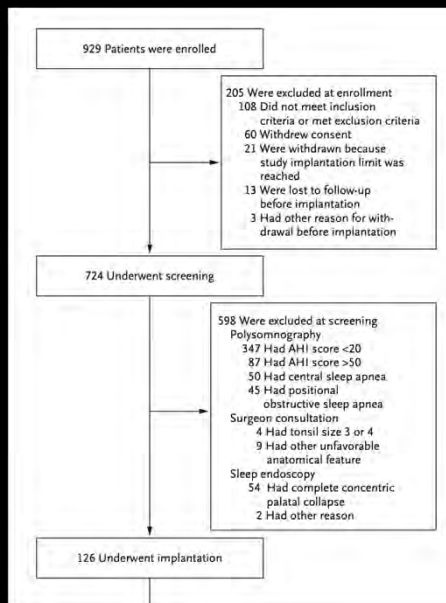 929 Patients were enrolled
205 Were excluded at enrollment
108 Did not meet inclusion
criteria or met exclusion criteria
60 Withdrew consent
21 Were withdrawn because
study implantation limit was
reached
13 Were lost to follow-up
before implantation
3 Had other reason for with-
drawal before implantation
724 Underwent screening
598 Were excluded at screening
Polysomnography
347 Had AHI score <20
87 Had AHI score >50
50 Had central sleep apnea
45 Had positional
obstructive sleep apnea
Surgeon consultation
4 Had tonsil size 3 or 4
9 Had other unfavorable
anatomical feature
Sleep endoscopy
54 Had complete concentric
palatal collapse
2 Had other reason
126 Underwent implantation